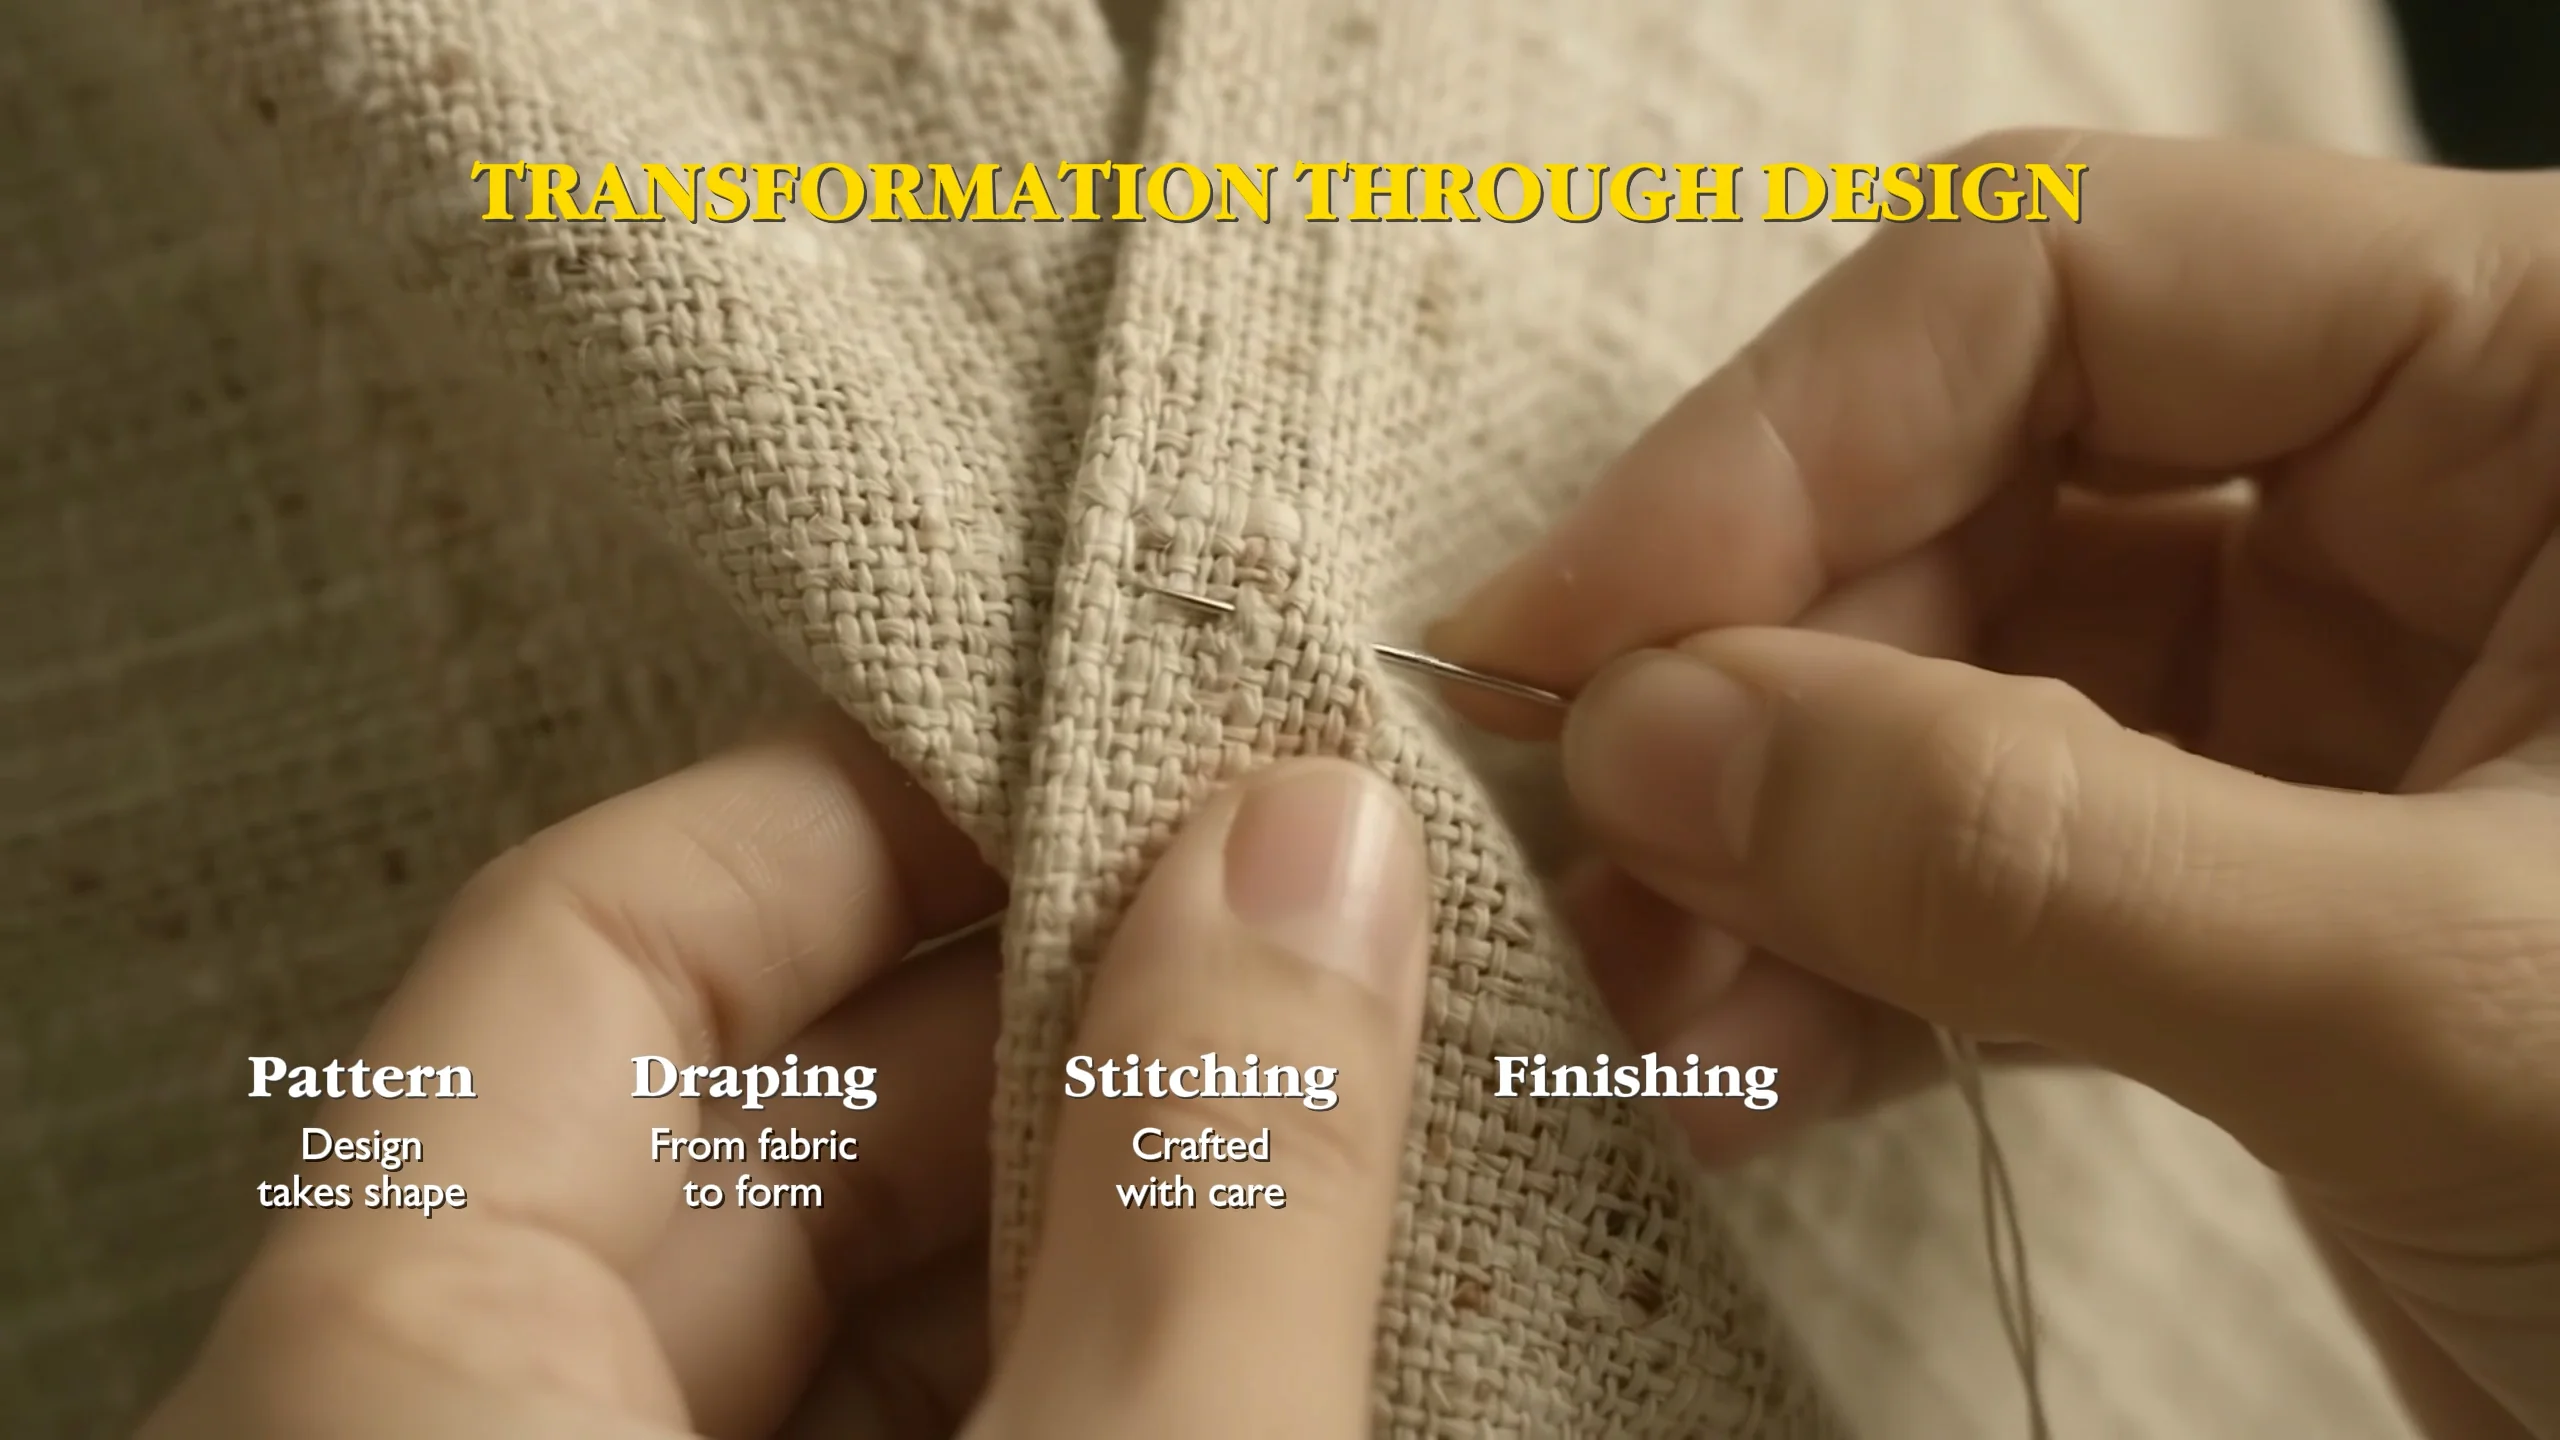 TRANSFORMATION THROUGH DESIGN
Pattern
Design
takes shape
Draping
From fabric
to form
Stitching
Crafted
with care
Finishing